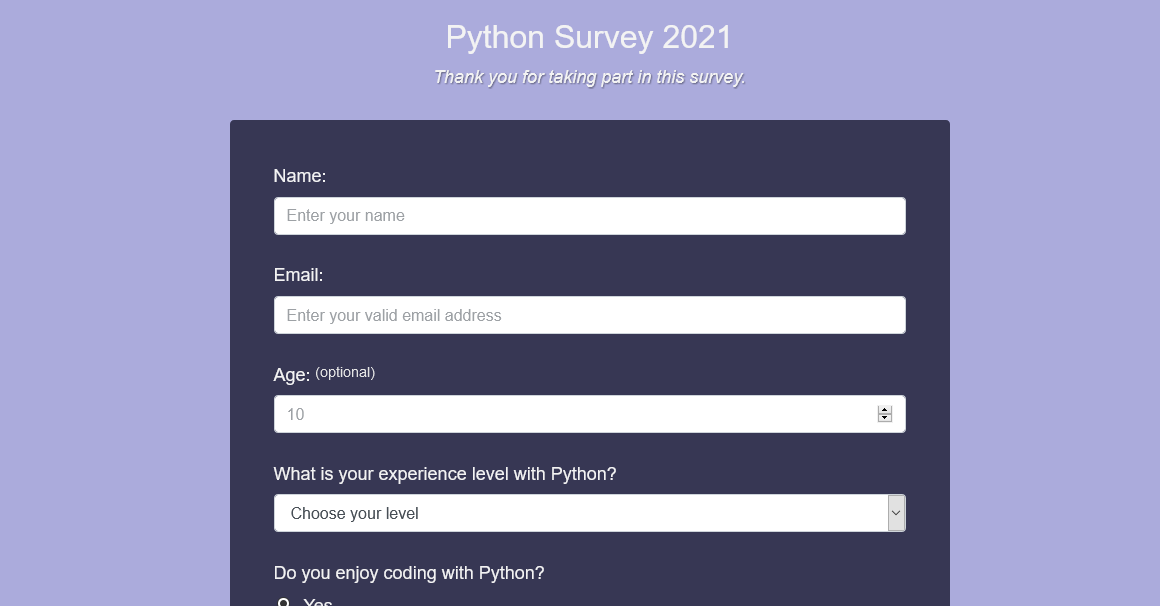 Python Survey 2021
Thank you for taking part in this survey.
Name:
Enter your name
Email:
Enter your valid email address
Age: (optional)
10
What is your experience level with Python?
Choose your level
Do you enjoy coding with Python?
Yes